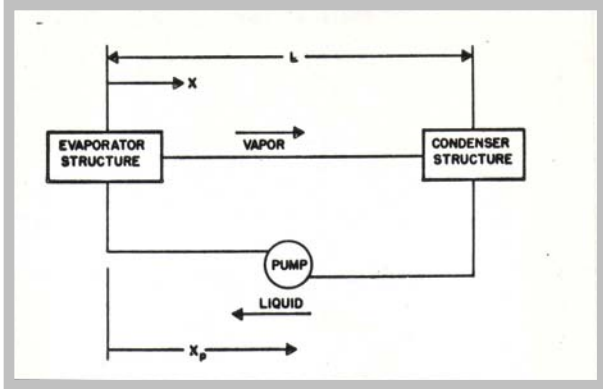 L
X
EVAPORATOR
STRUCTURE
VAPOR
CONDENSER
STRUCTURE
PUMP
LIQUID
Xp